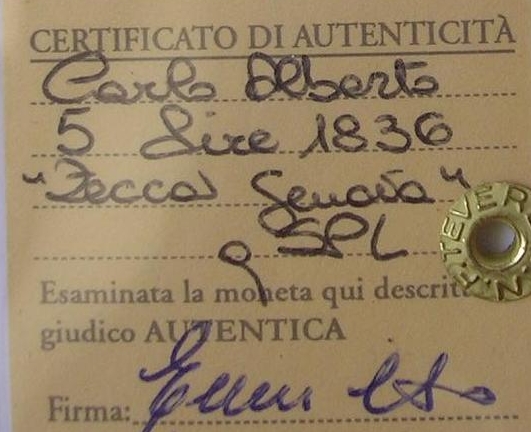 CERTIFICATO DI AUTENTICITÀ
Carlo Alberto
5 Lire 1836
"Zecca Genova"
q SPL
Esaminata la moneta qui descritta
giudico AUTENTICA
Firma: